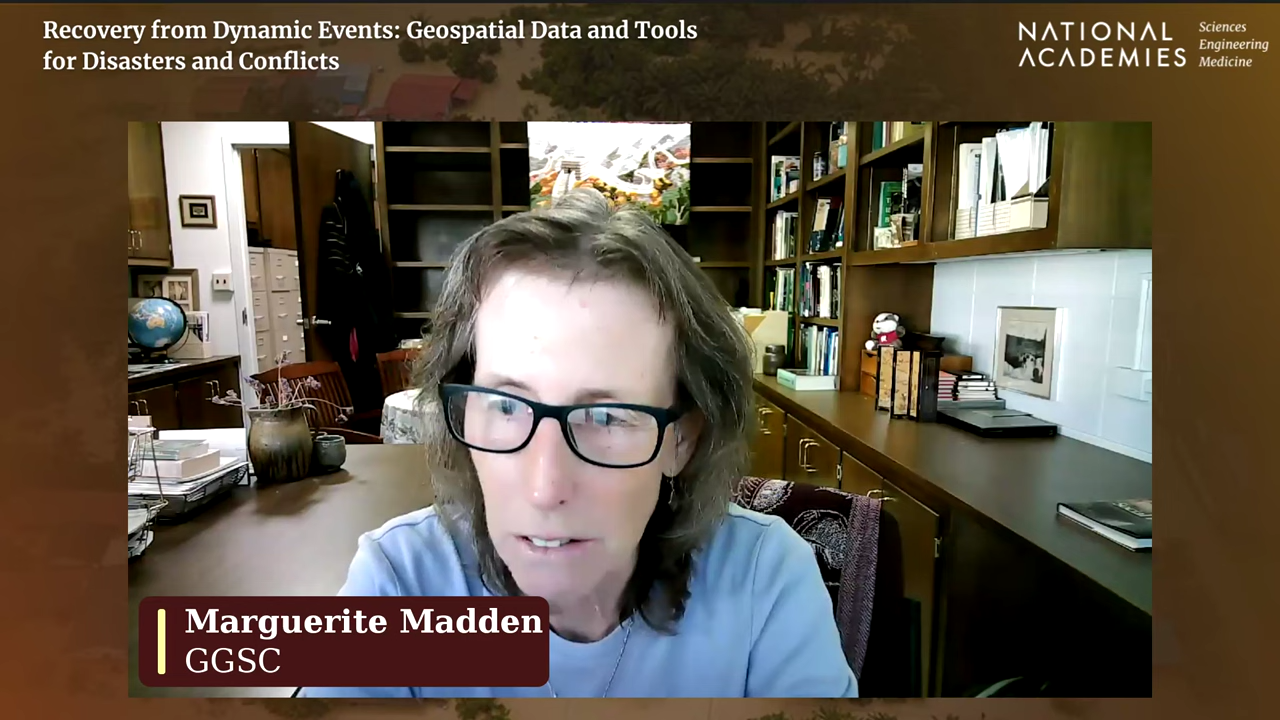 Recovery from Dynamic Events: Geospatial Data and Tools
for Disasters and Conflicts
NATIONAL
ACADEMIES
Sciences
Engineering
Medicine
Marguerite Madden
GGSC